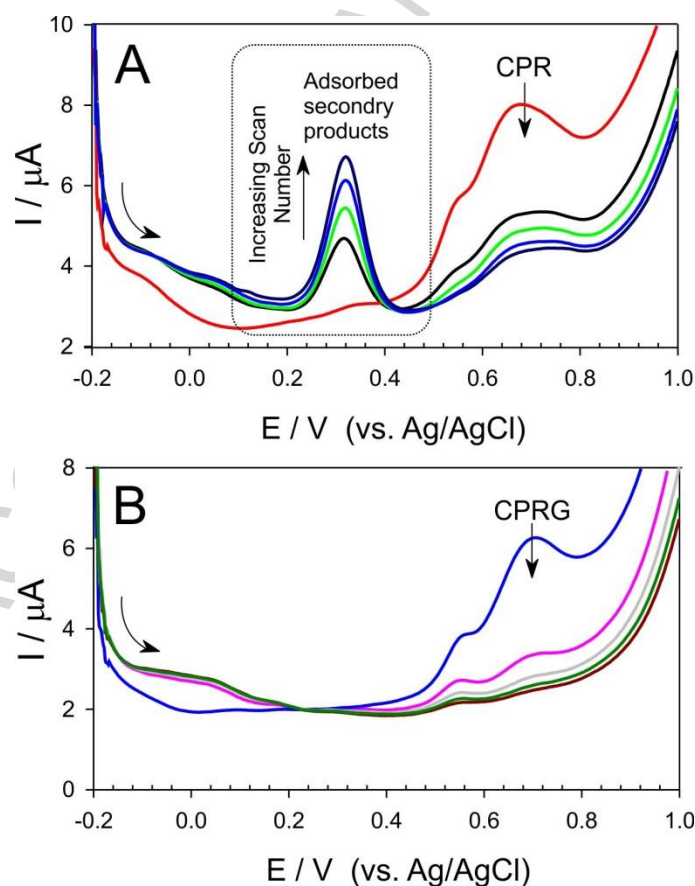 A
10
8
6
4
2
I / μA
Increasing Scan
Number
Adsorbed
secondry
products
CPR
-0.2 0.0 0.2 0.4 0.6 0.8 1.0
E / V (vs. Ag/AgCl)
B
8
6
4
2
0
I / μA
CPRG
-0.2 0.0 0.2 0.4 0.6 0.8 1.0
E / V (vs. Ag/AgCl)